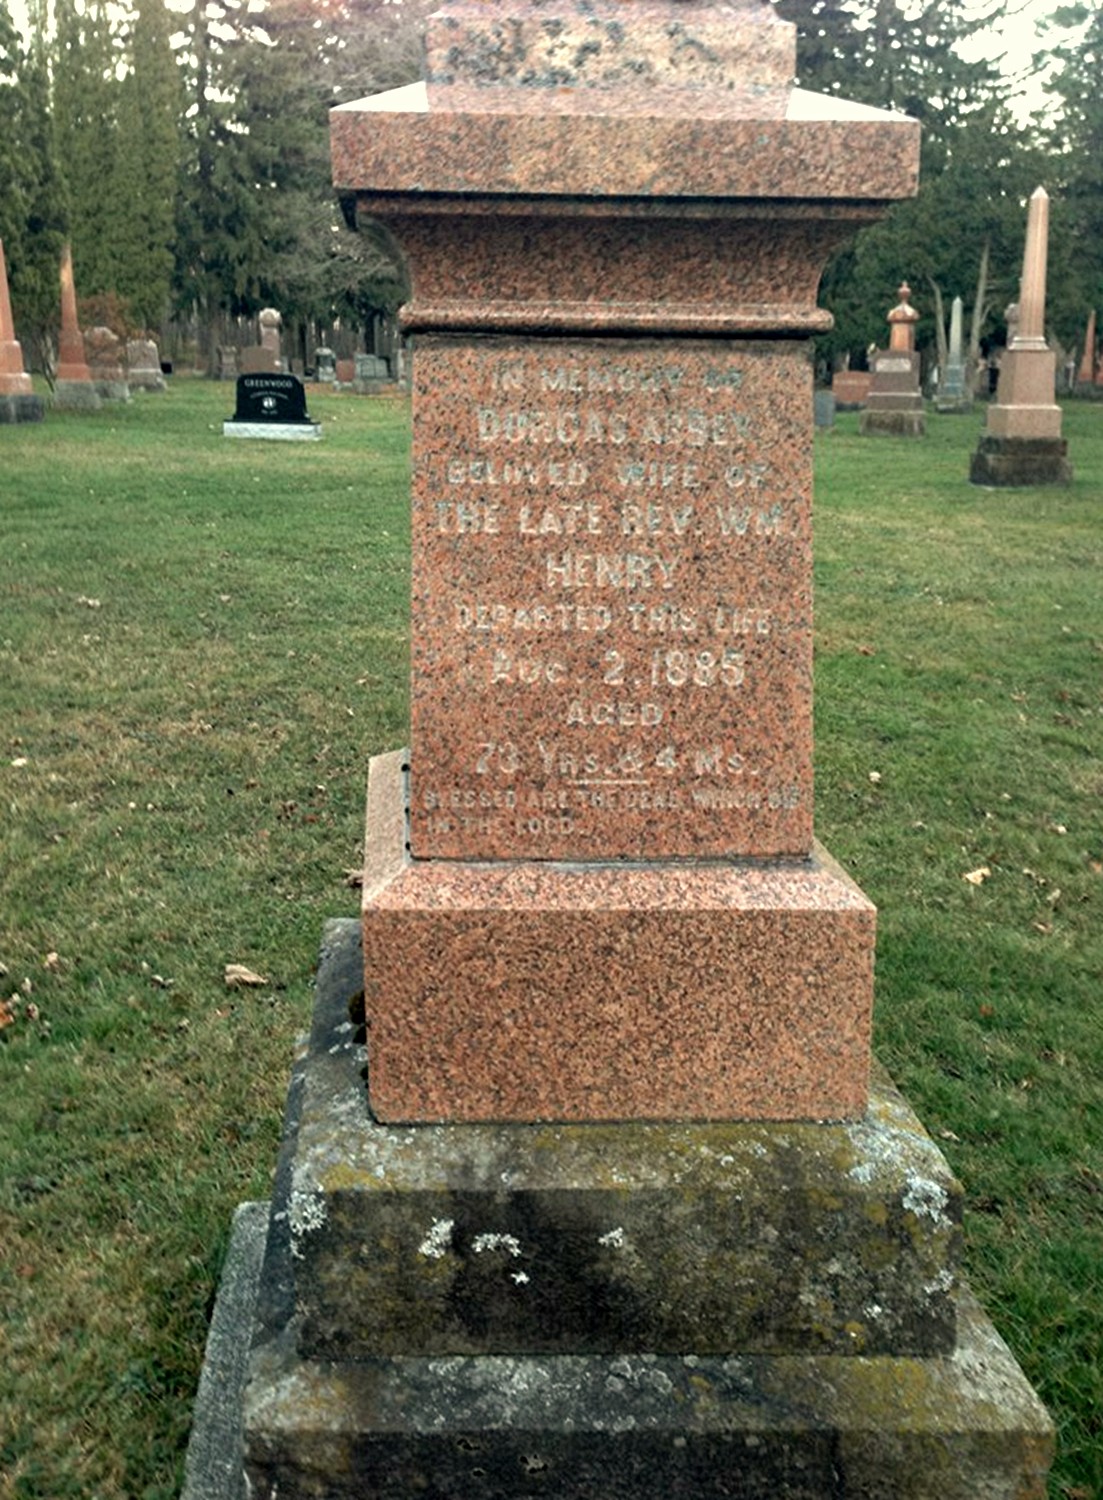 GREENWOOD
IN MEMORY OF
DORCAS
BELOVED WIFE OF
THE LATE REV. WM.
HENRY
DEPARTED THIS LIFE
AUG. 2. 1885
AGED
73 YRS. & 4 MS.
BLESSED ARE THE DEAD WHICH DIE
IN THE LORD.